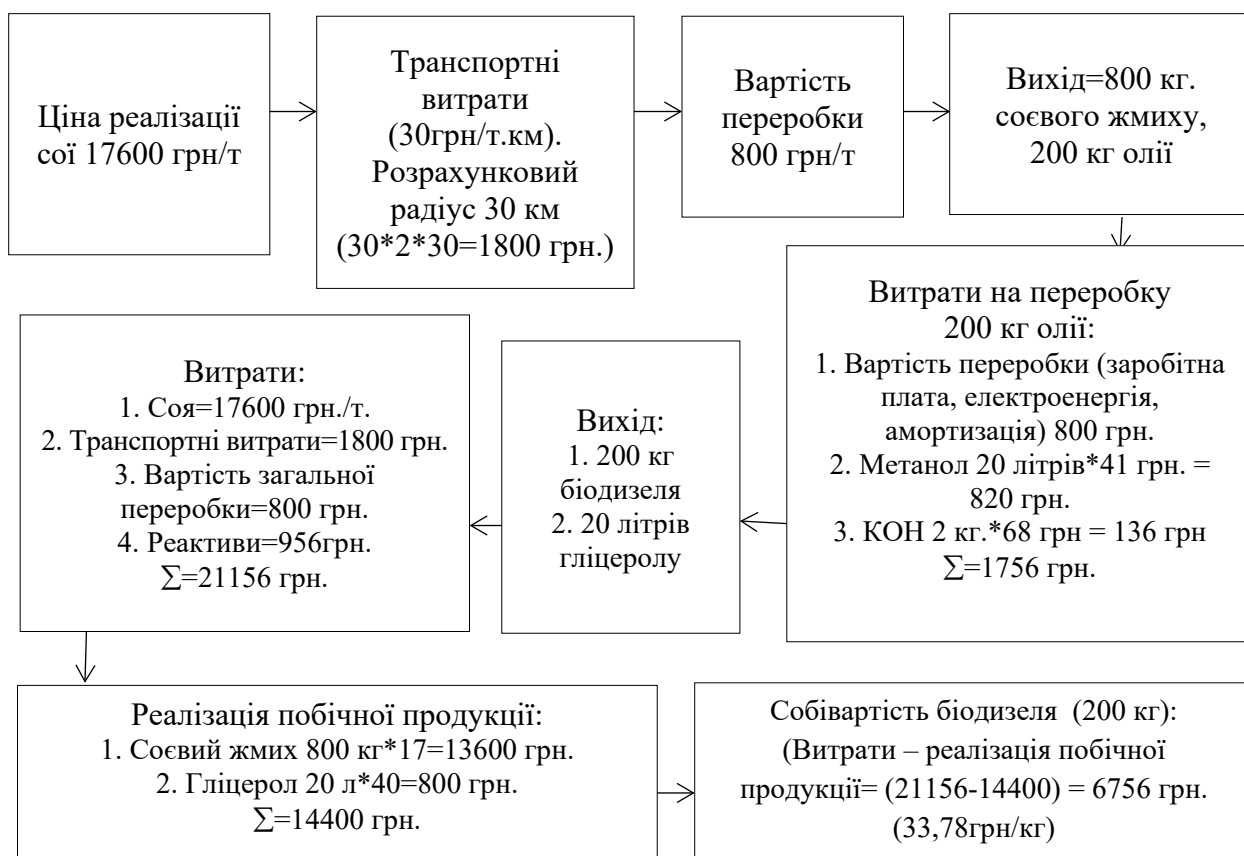 Ціна реалізації
сої 17600 грн/т
Транспортні
витрати
(30грн/т.км).
Розрахунковий
радіус 30 км
(30*2*30=1800 грн.)
Вартість
переробки
800 грн/т
Вихід=800 кг.
соєвого жмиху,
200 кг олії
Витрати на переробку
200 кг олії:
1. Вартість переробки (заробітна
плата, електроенергія,
амортизація) 800 грн.
2. Метанол 20 літрів*41 грн. =
820 грн.
3. КОН 2 кг.*68 грн = 136 грн
∑=1756 грн.
Вихід:
1. 200 кг
біодизеля
2. 20 літрів
гліцеролу
Витрати:
1. Соя=17600 грн./т.
2. Транспортні витрати=1800 грн.
3. Вартість загальної
переробки=800 грн.
4. Реактиви=956грн.
∑=21156 грн.
Реалізація побічної продукції:
1. Соєвий жмих 800 кг*17=13600 грн.
2. Гліцерол 20 л*40=800 грн.
∑=14400 грн.
Собівартість біодизеля (200 кг):
(Витрати – реалізація побічної
продукції= (21156-14400) = 6756 грн.
(33,78грн/кг)